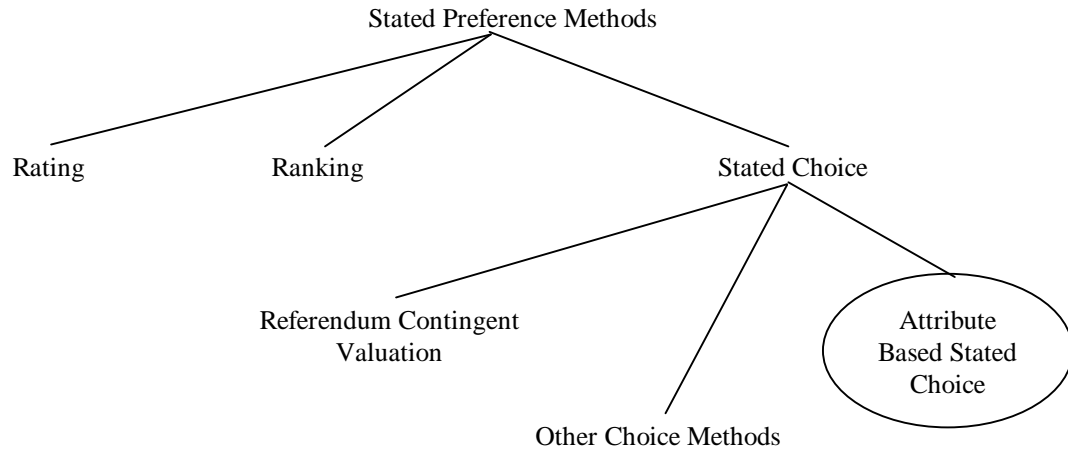 Stated Preference Methods
Rating
Ranking
Stated Choice
Referendum Contingent
Valuation
Attribute
Based Stated
Choice
Other Choice Methods